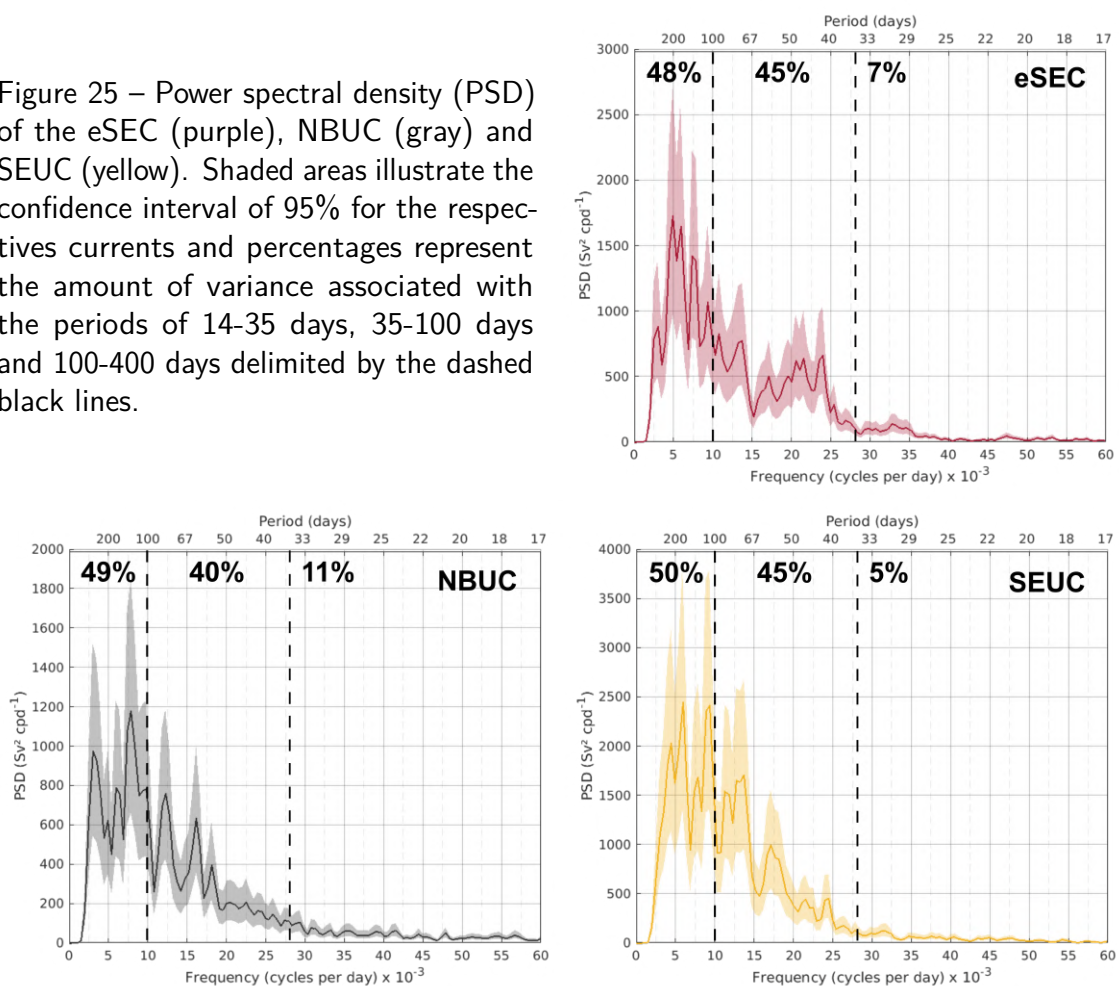 Figure 25 – Power spectral density (PSD)
of the eSEC (purple), NBUC (gray) and
SEUC (yellow). Shaded areas illustrate the
confidence interval of 95% for the respec-
tives currents and percentages represent
the amount of variance associated with
the periods of 14-35 days, 35-100 days
and 100-400 days delimited by the dashed
black lines.
Period (days)
200 100 67 50 40 33 29 25 22 20 18 17
48% 45% 7% eSEC
3000
2500
2000
1500
1000
500
0
PSD (Sv² cpd⁻¹)
0 5 10 15 20 25 30 35 40 45 50 55 60
Frequency (cycles per day) x 10⁻³
Period (days)
200 100 67 50 40 33 29 25 22 20 18 17
49% 40% 11% NBUC
2000
1800
1600
1400
1200
1000
800
600
400
200
0
PSD (Sv² cpd⁻¹)
0 5 10 15 20 25 30 35 40 45 50 55 60
Frequency (cycles per day) x 10⁻³
Period (days)
200 100 67 50 40 33 29 25 22 20 18 17
50% 45% 5% SEUC
4000
3500
3000
2500
2000
1500
1000
500
0
PSD (Sv² cpd⁻¹)
0 5 10 15 20 25 30 35 40 45 50 55 60
Frequency (cycles per day) x 10⁻³